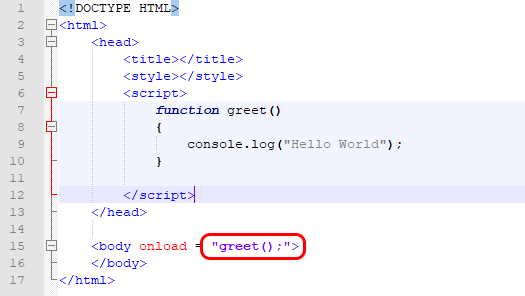 1 <!DOCTYPE HTML>
2 <html>
3 <head>
4 <title></title>
5 <style></style>
6 <script>
7 function greet()
8 {
9 console.log("Hello World");
10 }
11
12 </script>
13 </head>
14
15 <body onload = "greet();">
16 </body>
17 </html>